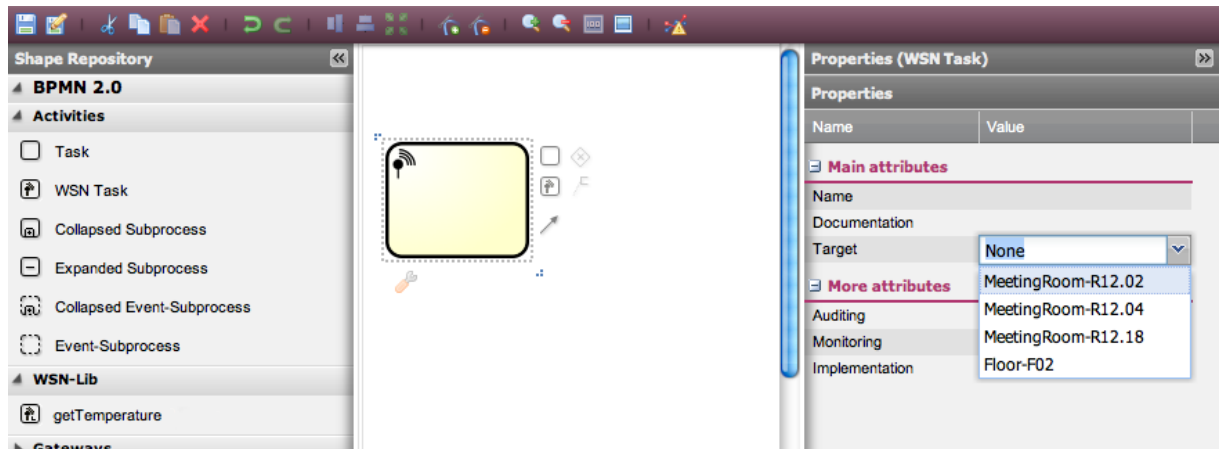 Shape Repository
BPMN 2.0
Activities
Task
WSN Task
Collapsed Subprocess
Expanded Subprocess
Collapsed Event-Subprocess
Event-Subprocess
WSN-Lib
getTemperature
Gateways
Properties (WSN Task)
Properties
Name Value
Main attributes
Name
Documentation
Target None
MeetingRoom-R12.02
MeetingRoom-R12.04
MeetingRoom-R12.18
Floor-F02
More attributes
Auditing
Monitoring
Implementation